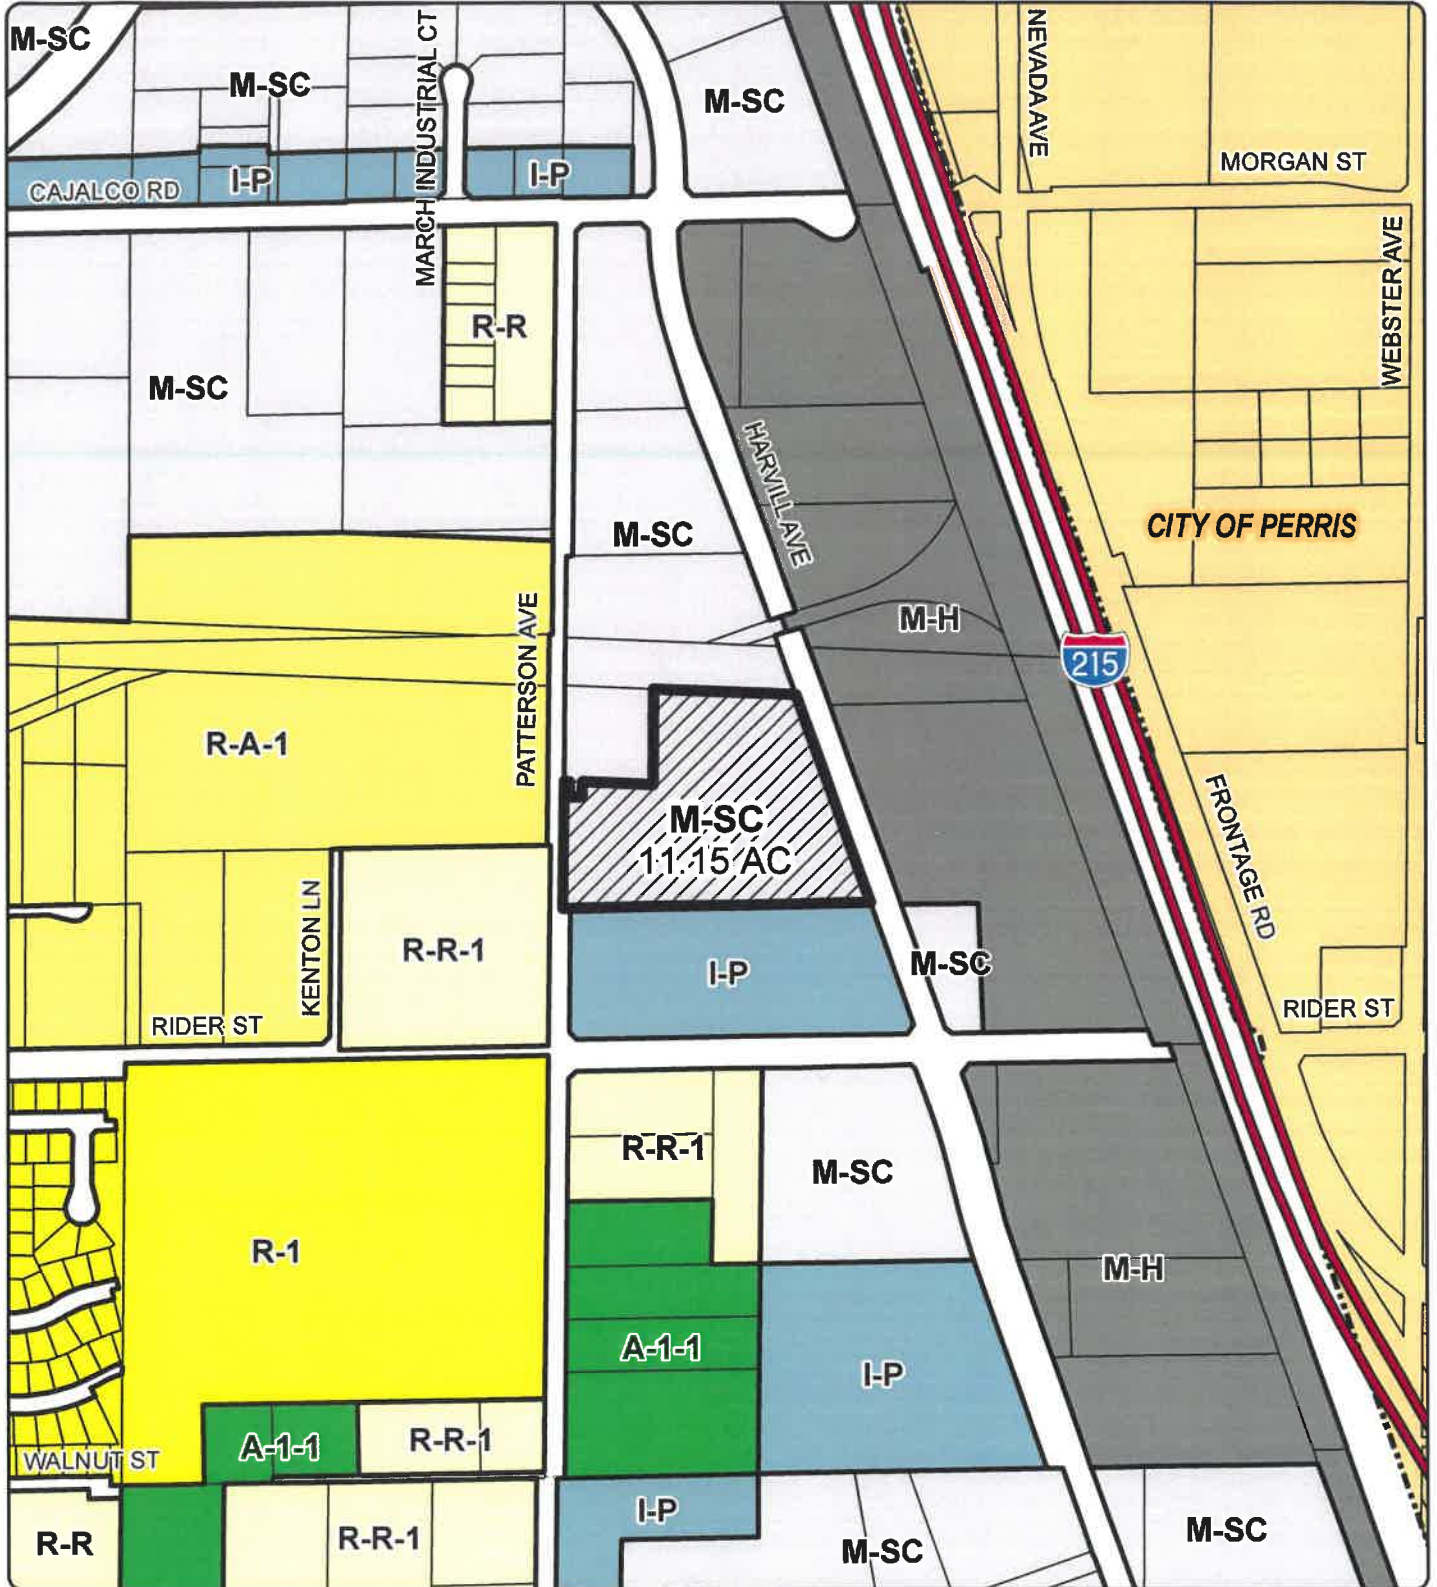 M-SC
M-SC
MARCH INDUSTRIAL CT
M-SC
NEVADA AVE
MORGAN ST
CAJALCO RD
I-P
I-P
WEBSTER AVE
R-R
M-SC
HARVILL AVE
M-SC
CITY OF PERRIS
M-H
215
PATTERSON AVE
R-A-1
M-SC
11.15 AC
FRONTAGE RD
KENTON LN
R-R-1
I-P
M-SC
RIDER ST
RIDER ST
R-R-1
M-SC
R-1
M-H
A-1-1
I-P
A-1-1
R-R-1
WALNUT ST
I-P
R-R
R-R-1
M-SC
M-SC